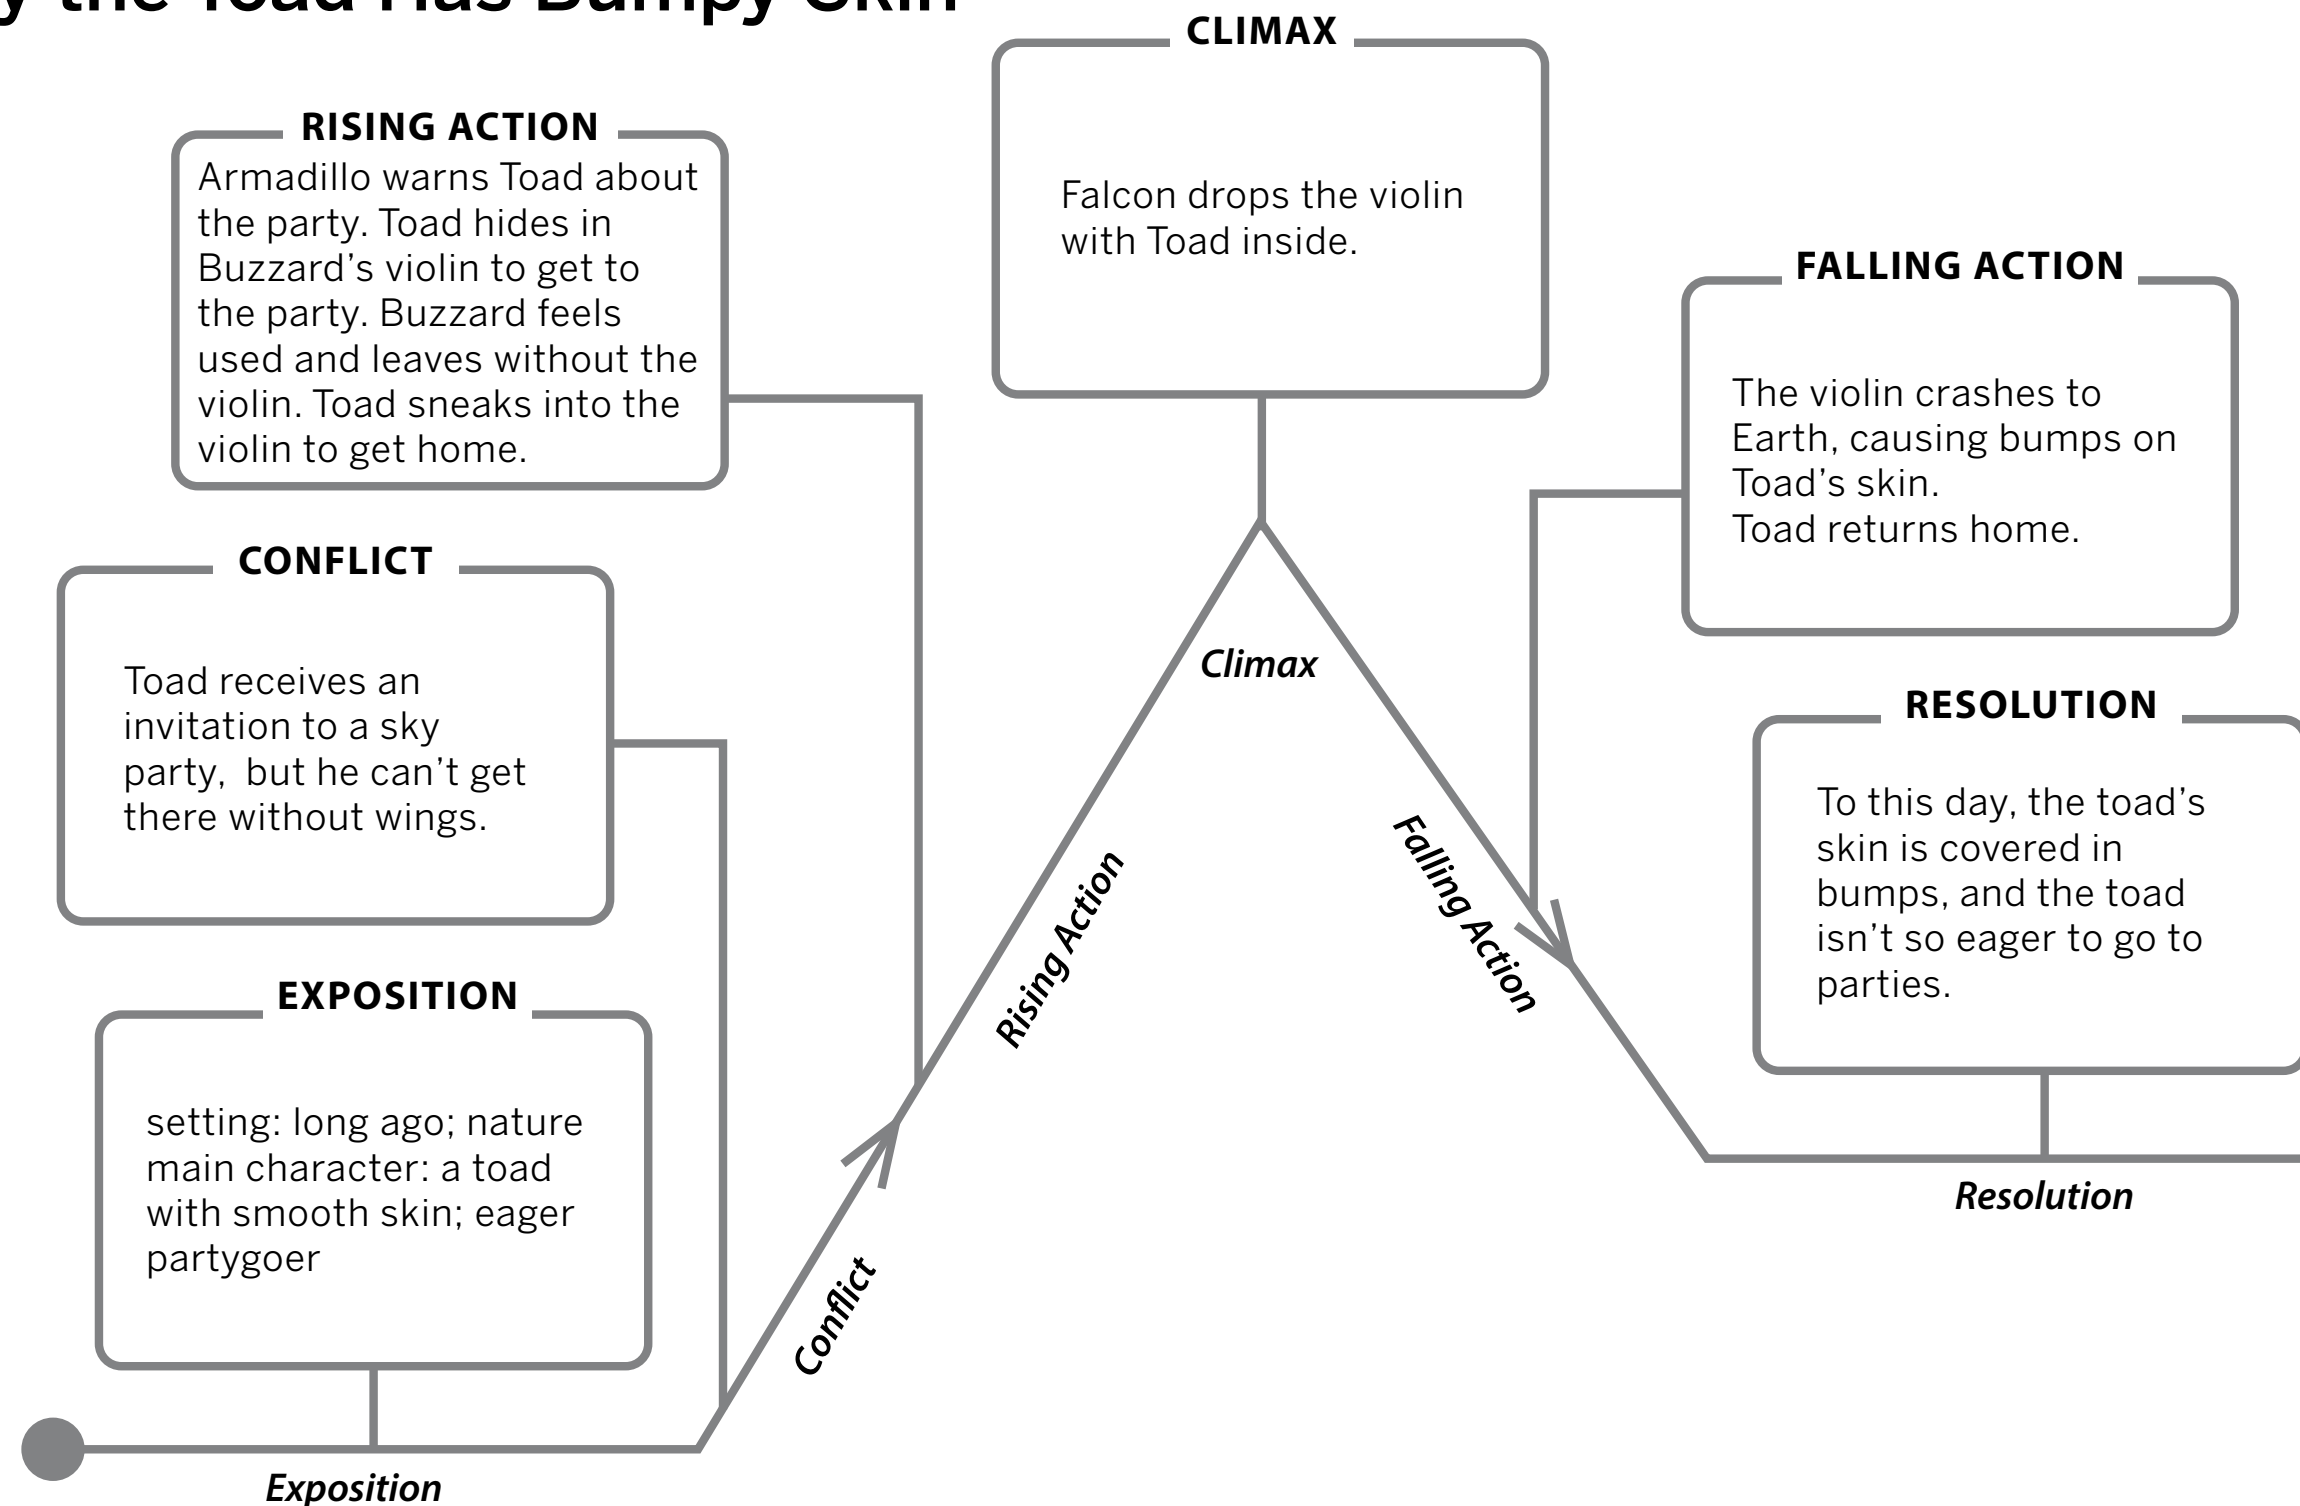 the Toad Has Bumpy Skin
CLIMAX
Falcon drops the violin
with Toad inside.
RISING ACTION
Armadillo warns Toad about
the party. Toad hides in
Buzzard’s violin to get to
the party. Buzzard feels
used and leaves without the
violin. Toad sneaks into the
violin to get home.
FALLING ACTION
The violin crashes to
Earth, causing bumps on
Toad’s skin.
Toad returns home.
CONFLICT
Toad receives an
invitation to a sky
party,  but he can’t get
there without wings.
Climax
RESOLUTION
To this day, the toad’s
skin is covered in
bumps, and the toad
isn’t so eager to go to
parties.
Rising Action
Falling Action
EXPOSITION
setting: long ago; nature
main character: a toad
with smooth skin; eager
partygoer
Conflict
Resolution
Exposition